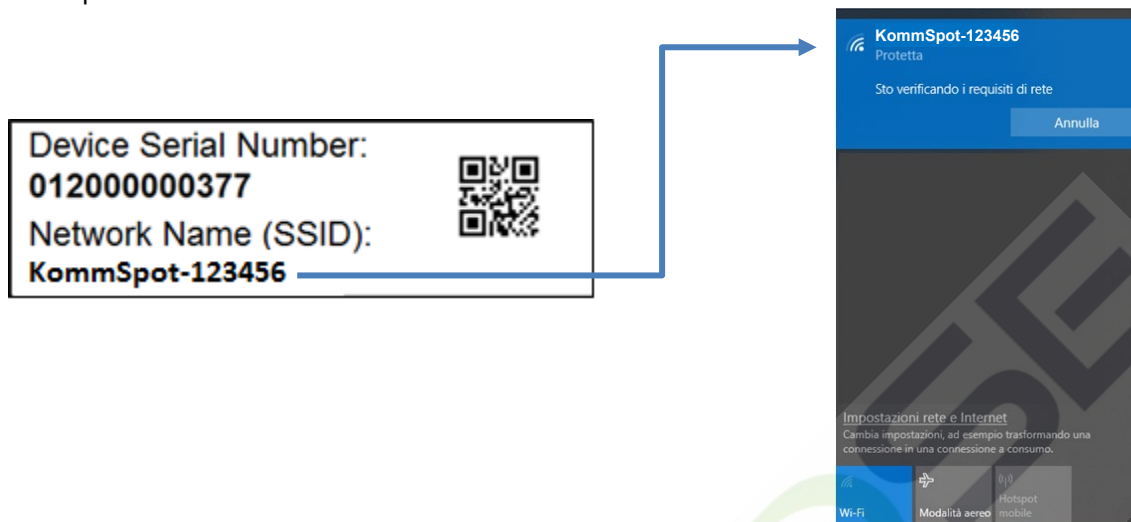 Device Serial Number:
012000000377
Network Name (SSID):
KommSpot-123456
KommSpot-123456
Protetta
Sto verificando i requisiti di rete
Annulla
Impostazioni rete e Internet
Cambia impostazioni, ad esempio trasformando una
connessione in una connessione a consumo.
Wi-Fi
Modalità aereo
Hotspot
mobile